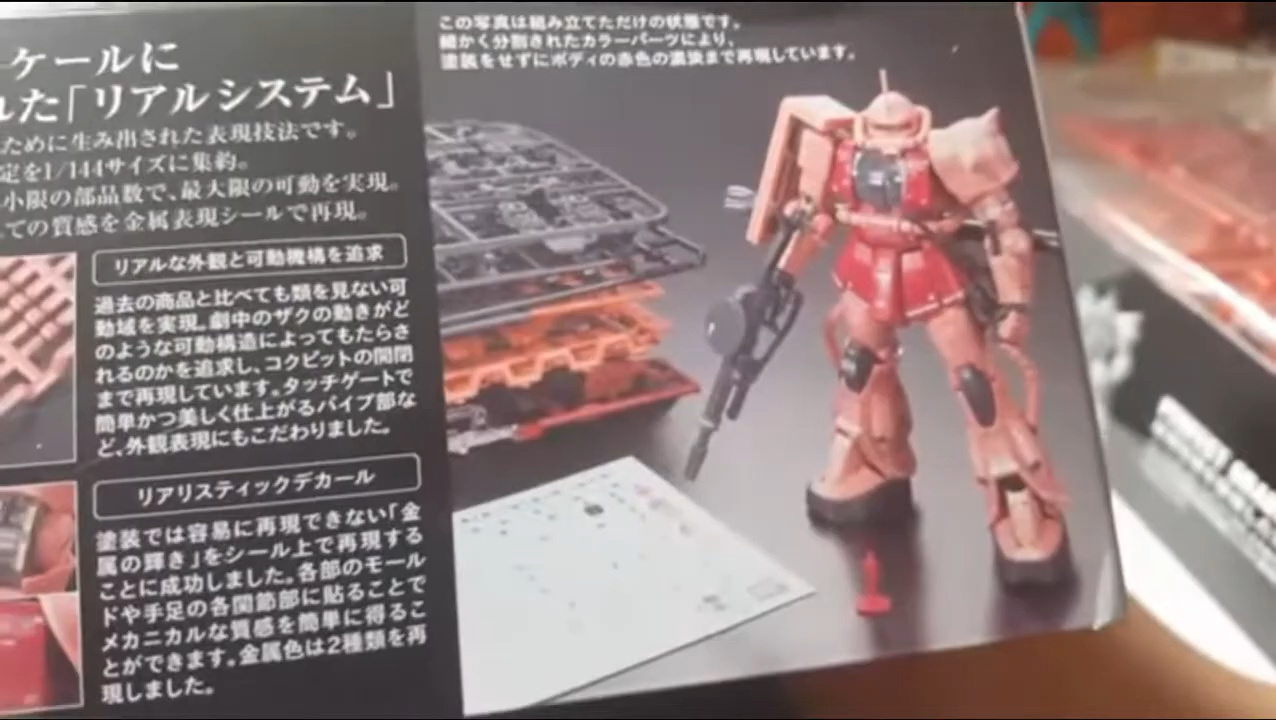 ケールに
れた「リアルシステム」
ために生み出された表現技法です。
定を1/144サイズに集約。
小限の部品数で、最大限の可動を実現。
ての質感を金属表現シールで再現。
リアルな外観と可動機構を追求
過去の商品と比べても類を見ない可
動域を実現。劇中のザクの動きがど
のような可動構造によってもたらさ
れるのかを追求し、コクピットの開閉
まで再現しています。タッチゲートで
簡単かつ美しく仕上がるパイプ部な
ど、外観表現にもこだわりました。
リアリスティックデカール
塗装では容易に再現できない「金
属の輝き」をシール上で再現する
ことに成功しました。各部のモール
ドや手足の各関節部に貼ることで
メカニカルな質感を簡単に得るこ
とができます。金属色は2種類を再
現しました。
この写真は組み立てただけの状態です。
細かく分割されたカラーパーツにより、
塗装をせずにボディの赤色の濃淡まで再現しています。